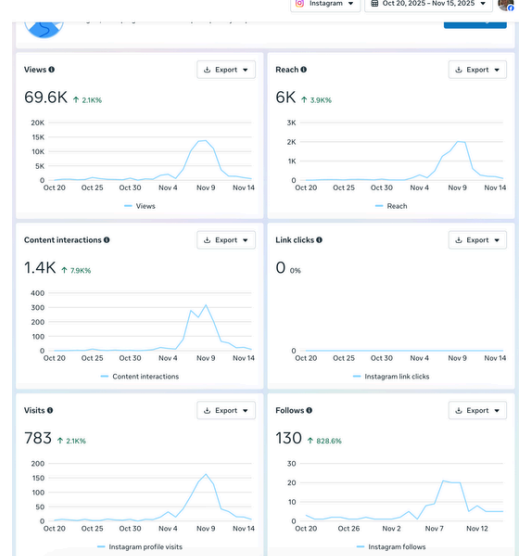 Instagram
Oct 20, 2025 – Nov 15, 2025
Views
Export
69.6K ↑ 2.1K%
20K
15K
10K
5K
0
Oct 20 Oct 25 Oct 30 Nov 4 Nov 9 Nov 14
Views
Reach
Export
6K ↑ 3.9K%
3K
2K
1K
0
Oct 20 Oct 25 Oct 30 Nov 4 Nov 9 Nov 14
Reach
Content interactions
Export
1.4K ↑ 7.9K%
400
300
200
100
0
Oct 20 Oct 25 Oct 30 Nov 4 Nov 9 Nov 14
Content interactions
Link clicks
Export
0 0%
0
Oct 20 Oct 25 Oct 30 Nov 4 Nov 9 Nov 14
Instagram link clicks
Visits
Export
783 ↑ 2.1K%
200
150
100
50
0
Oct 20 Oct 25 Oct 30 Nov 4 Nov 9 Nov 14
Instagram profile visits
Follows
Export
130 ↑ 828.6%
30
20
10
0
Oct 20 Oct 26 Nov 2 Nov 7 Nov 12
Instagram follows